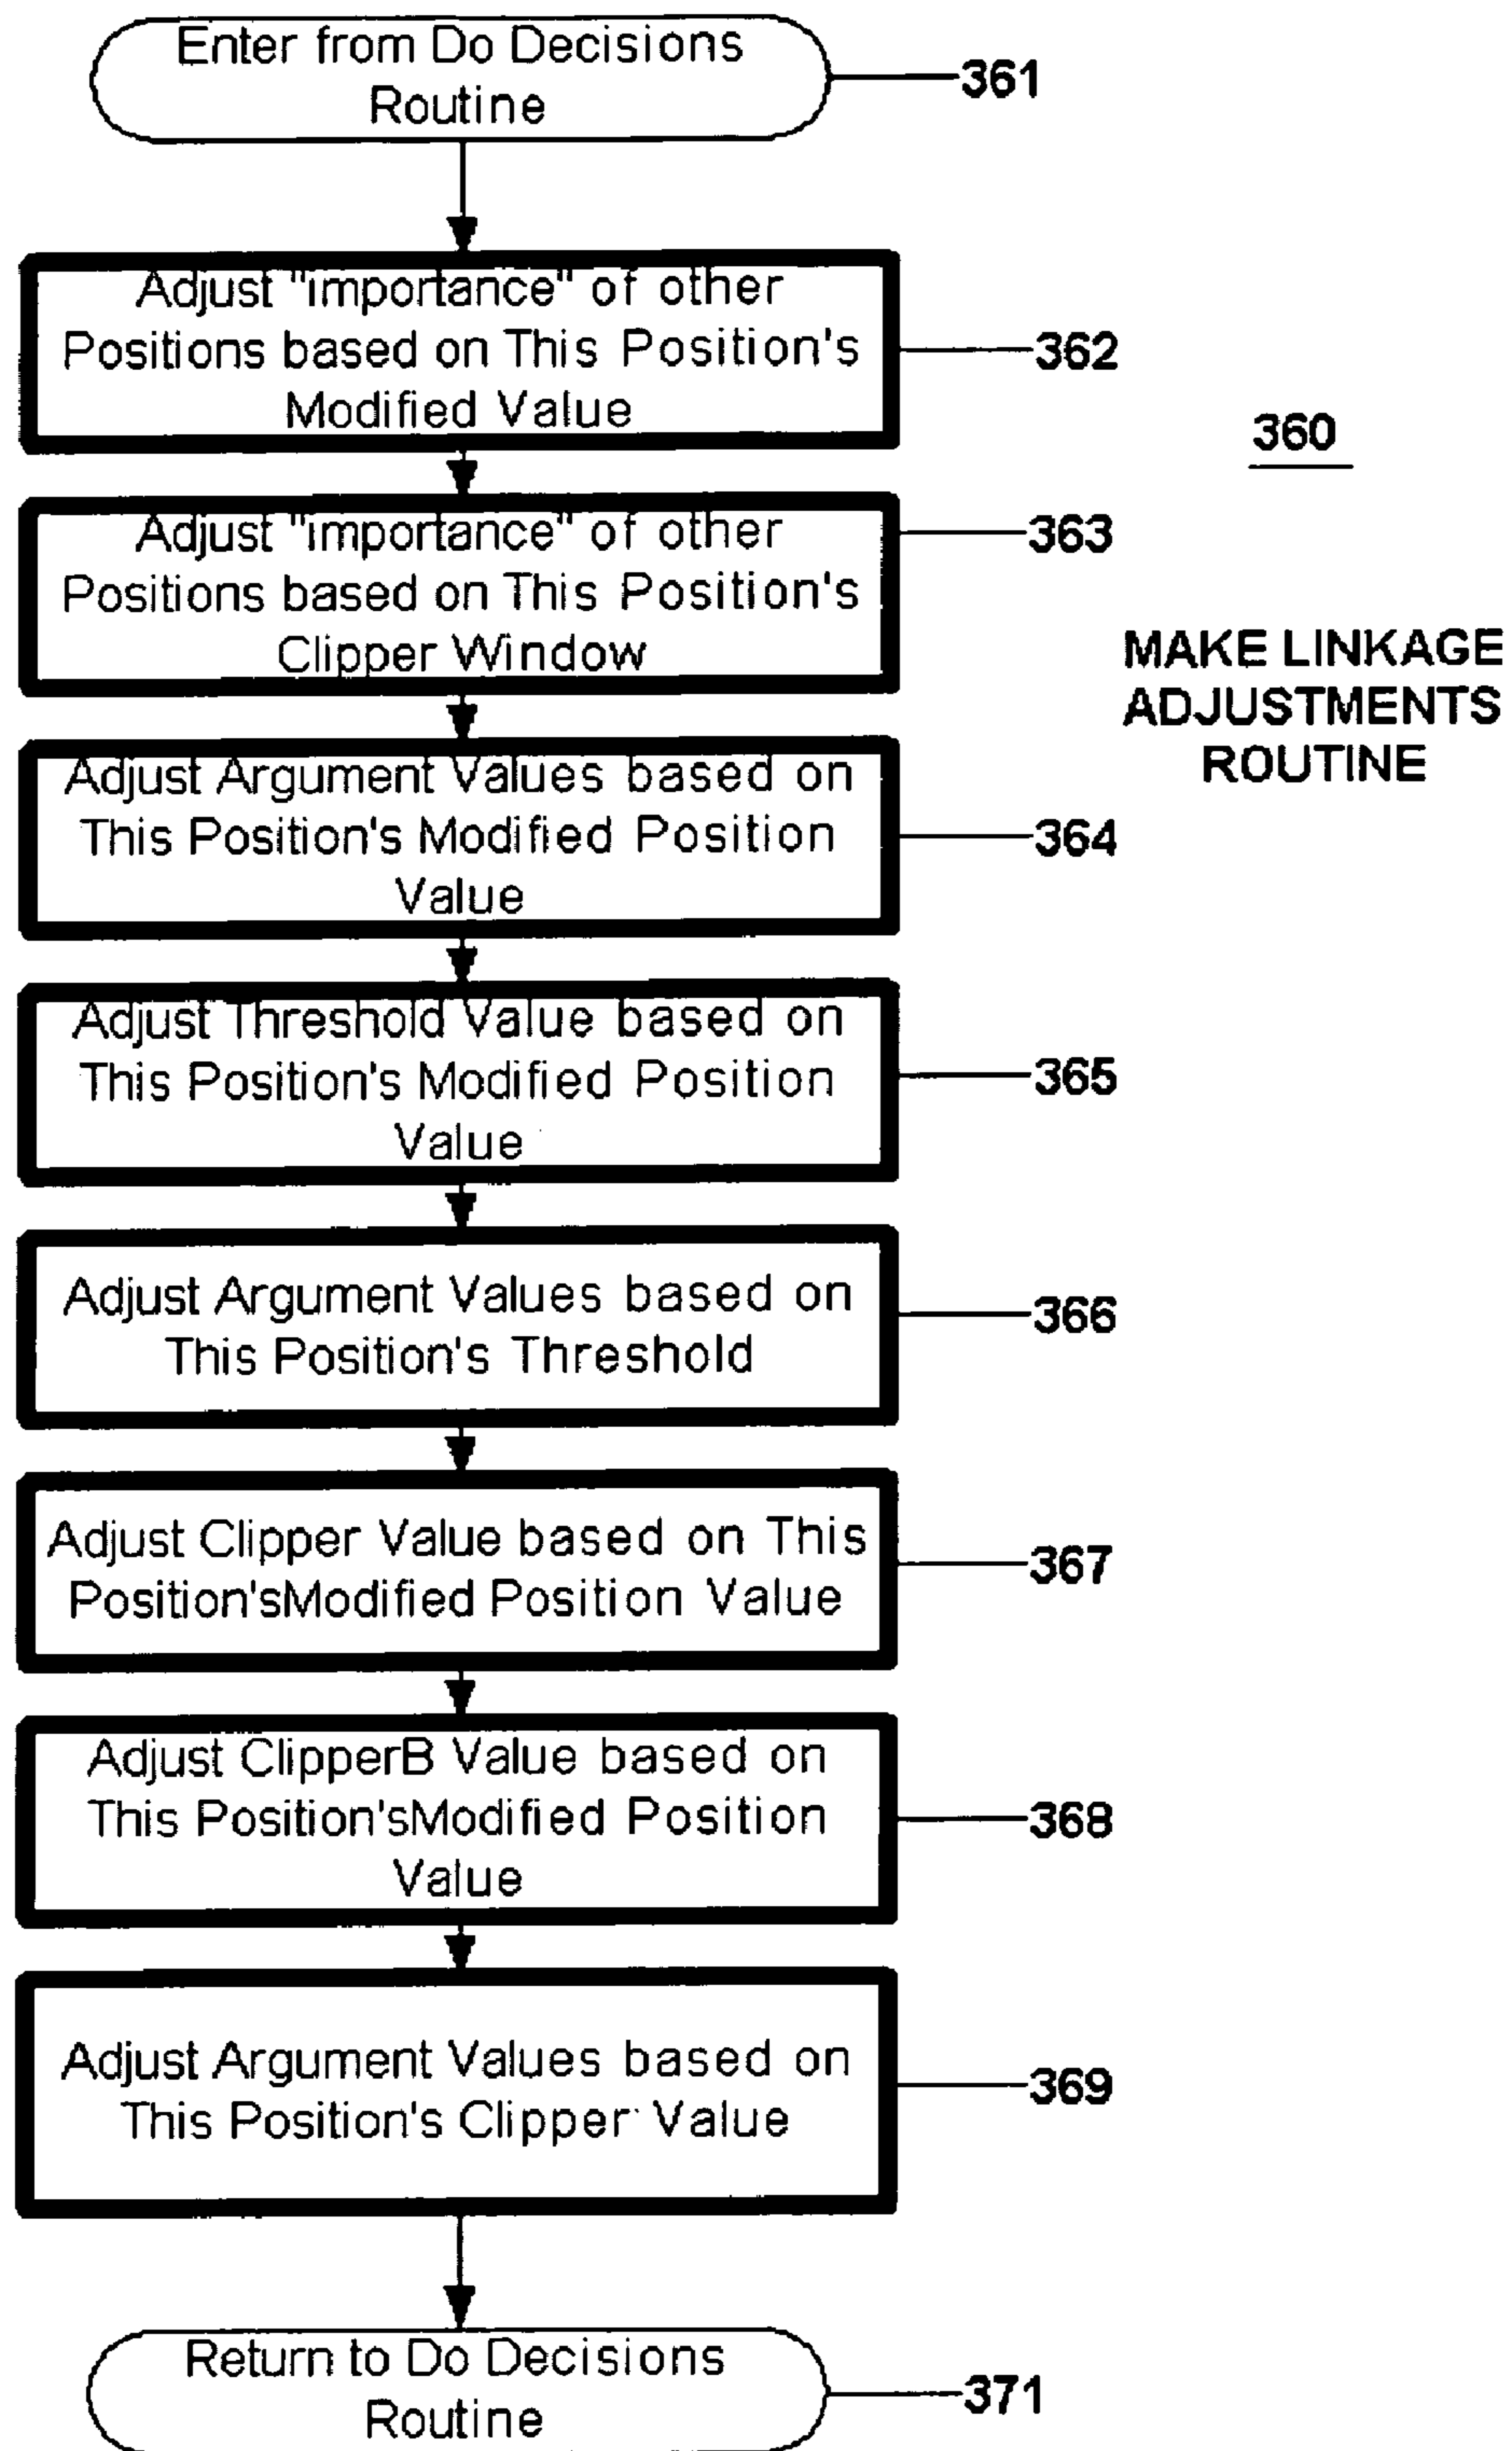 Enter from Do Decisions
Routine
361
Adjust "importance" of other
Positions based on This Position's
Modified Value
362
360
Adjust "importance" of other
Positions based on This Position's
Clipper Window
363
MAKE LINKAGE
ADJUSTMENTS
ROUTINE
Adjust Argument Values based on
This Position's Modified Position
Value
364
Adjust Threshold Value based on
This Position's Modified Position
Value
365
Adjust Argument Values based on
This Position's Threshold
366
Adjust Clipper Value based on This
Position'sModified Position Value
367
Adjust ClipperB Value based on
This Position'sModified Position
Value
368
Adjust Argument Values based on
This Position's Clipper Value
369
Return to Do Decisions
Routine
371